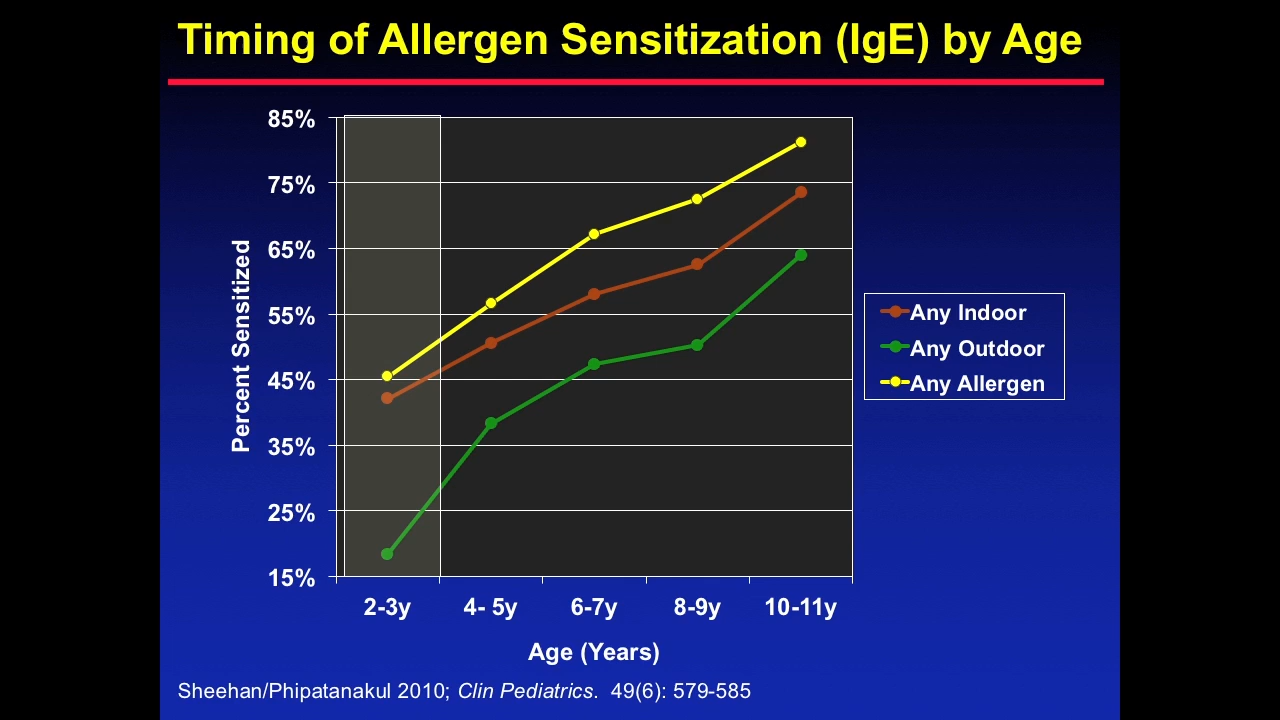 Timing of Allergen Sensitization (IgE) by Age
85%
75%
65%
55%
45%
35%
25%
15%
Percent Sensitized
2-3y 4- 5y 6-7y 8-9y 10-11y
Age (Years)
Any Indoor
Any Outdoor
Any Allergen
Sheehan/Phipatanakul 2010; Clin Pediatrics. 49(6): 579-585